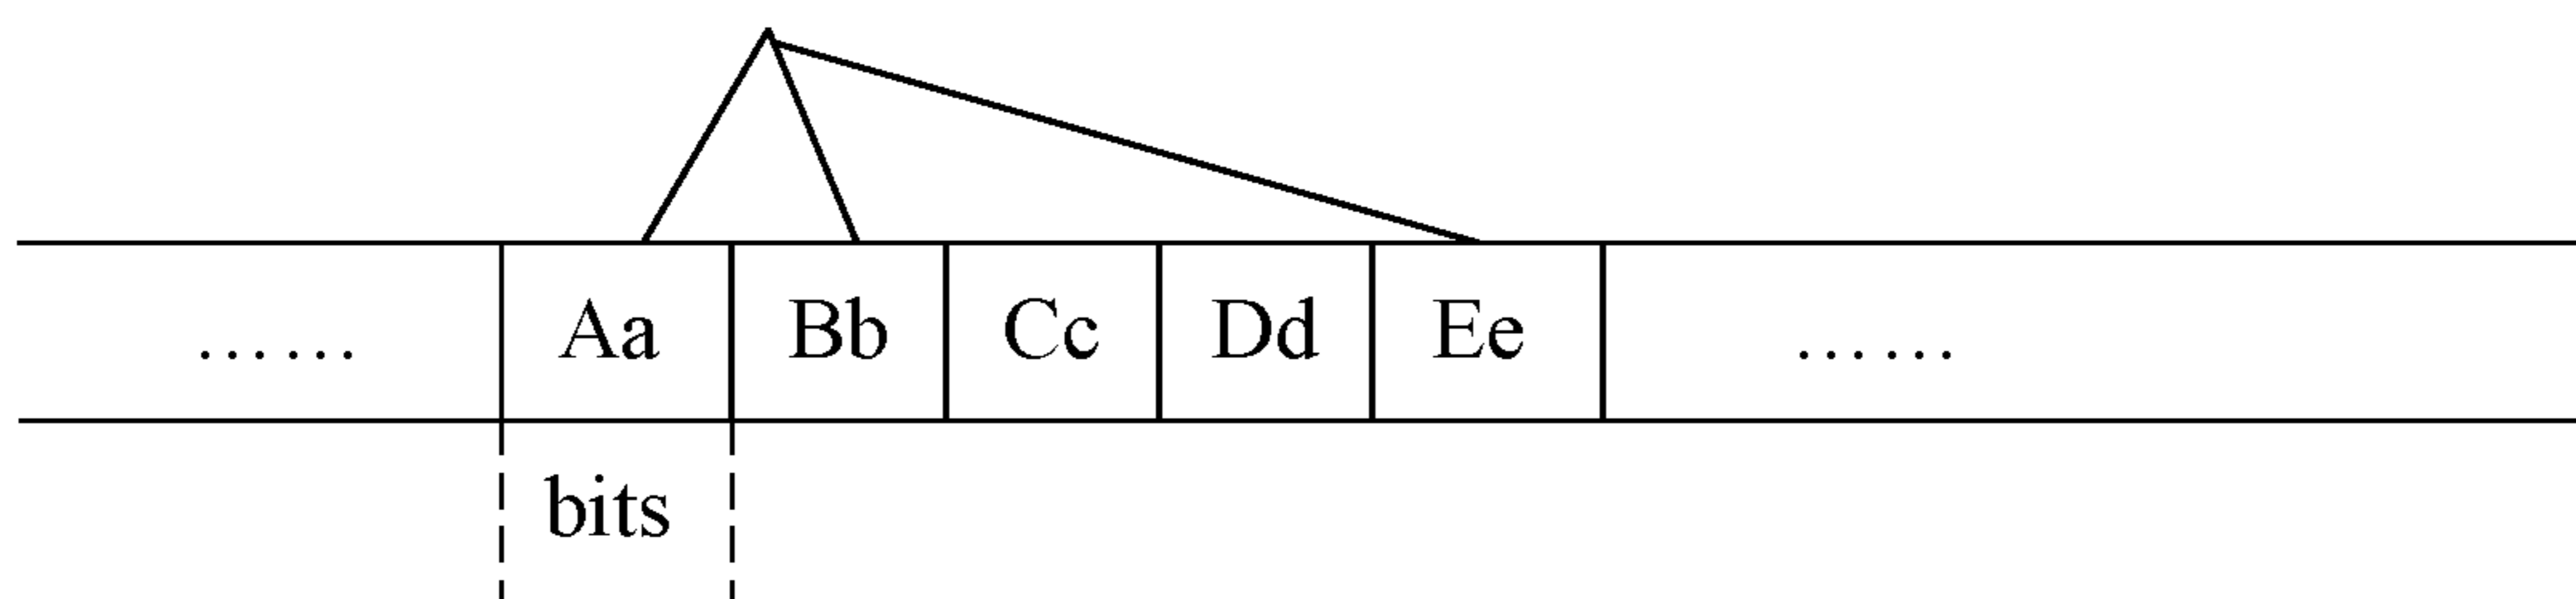 …… Aa Bb Cc Dd Ee ……
bits